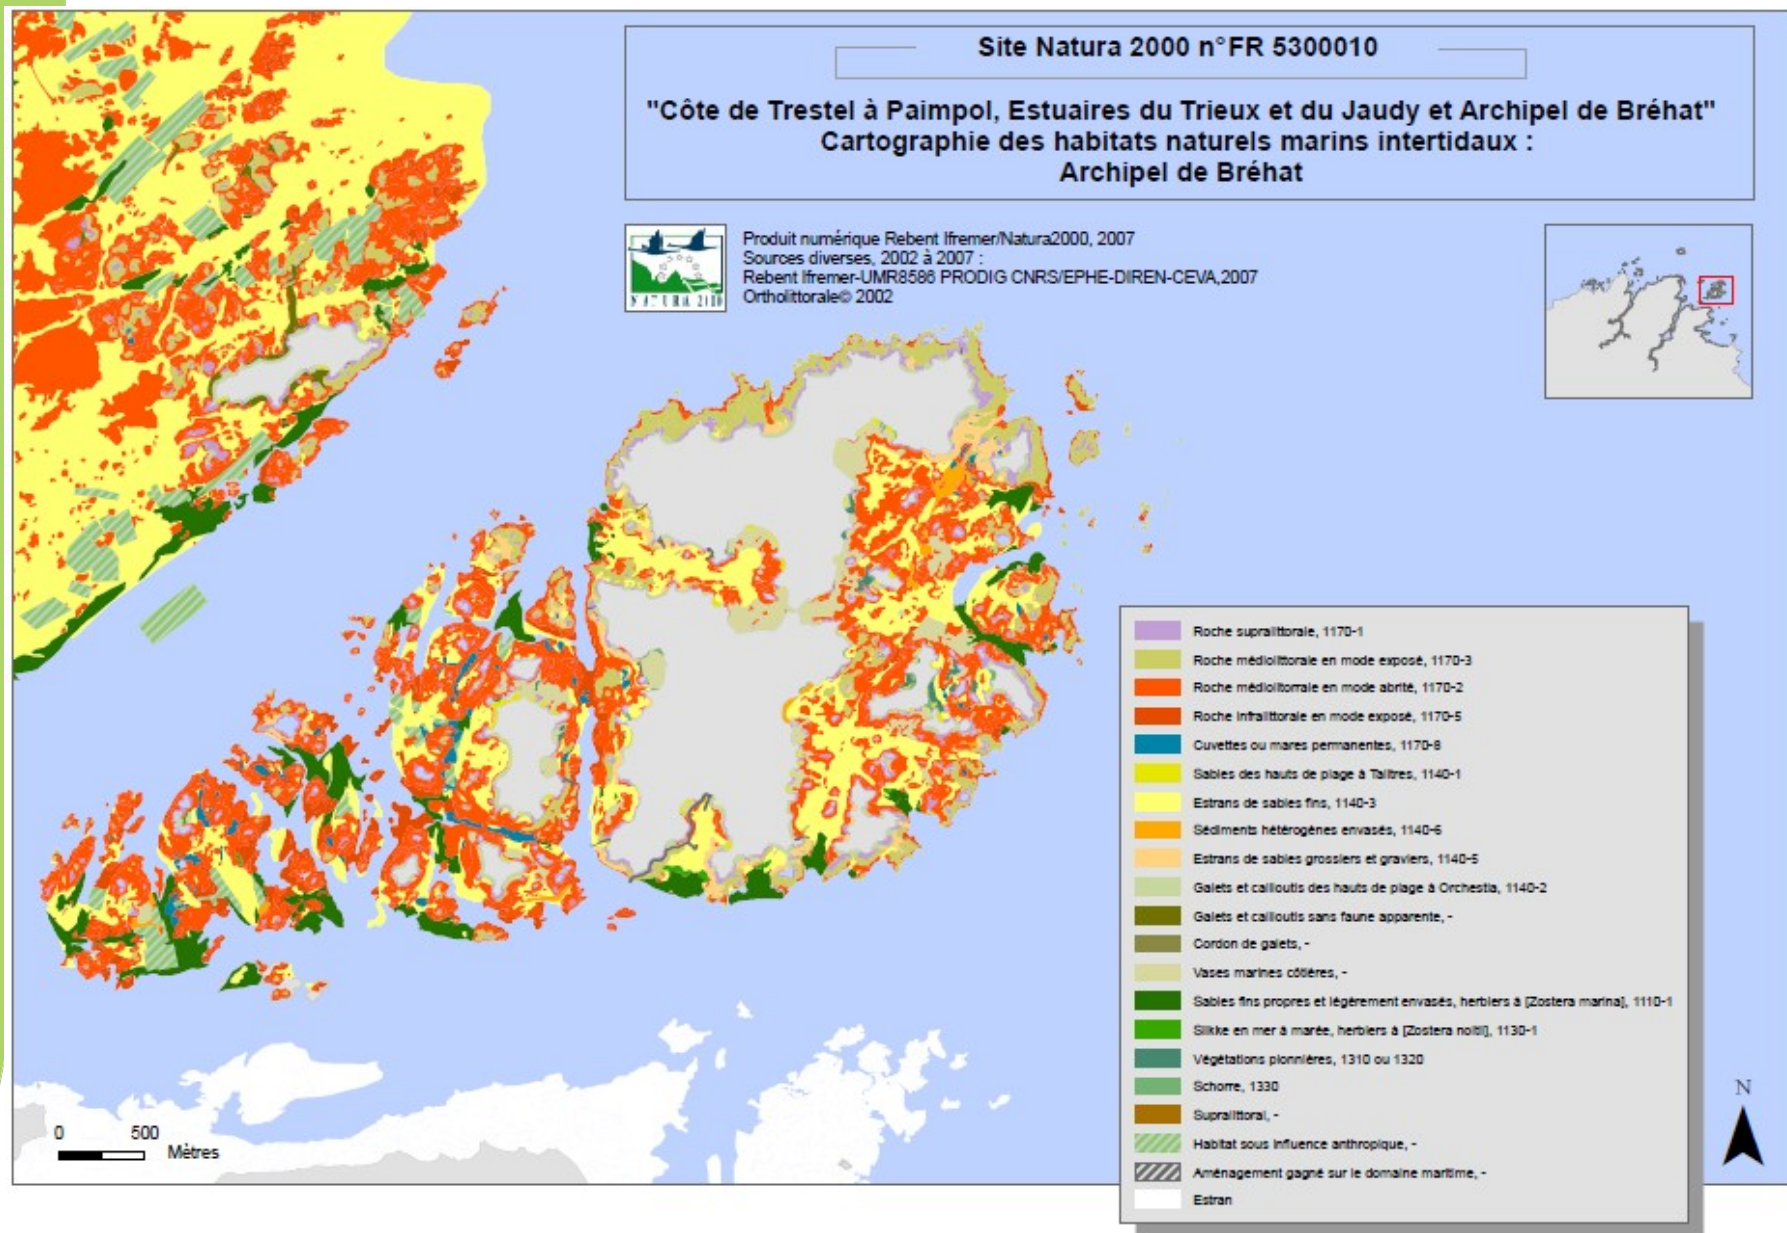 Site Natura 2000 n°FR 5300010
"Côte de Trestel à Paimpol, Estuaires du Trieux et du Jaudy et Archipel de Bréhat"
Cartographie des habitats naturels marins intertidaux :
Archipel de Bréhat
NATURA 2000
Produit numérique Rebent Ifremer/Natura2000, 2007
Sources diverses, 2002 à 2007 :
Rebent Ifremer-UMR8586 PRODIG CNRS/EPHE-DIREN-CEVA,2007
Ortholittorale© 2002
Roche supralittorale, 1170-1
Roche médiolittorale en mode exposé, 1170-3
Roche médiolitorrale en mode abrité, 1170-2
Roche infralittorale en mode exposé, 1170-5
Cuvettes ou mares permanentes, 1170-8
Sables des hauts de plage à Talitres, 1140-1
Estrans de sables fins, 1140-3
Sédiments hétérogènes envasés, 1140-6
Estrans de sables grossiers et graviers, 1140-5
Galets et cailloutis des hauts de plage à Orchestia, 1140-2
Galets et cailloutis sans faune apparente, -
Cordon de galets, -
Vases marines côtières, -
Sables fins propres et légèrement envasés, herbiers à [Zostera marina], 1110-1
Slikke en mer à marée, herbiers à [Zostera noltii], 1130-1
Végétations pionnières, 1310 ou 1320
Schorre, 1330
Supralittoral, -
Habitat sous influence anthropique, -
Aménagement gagné sur le domaine maritime, -
Estran
N
0 500
Mètres